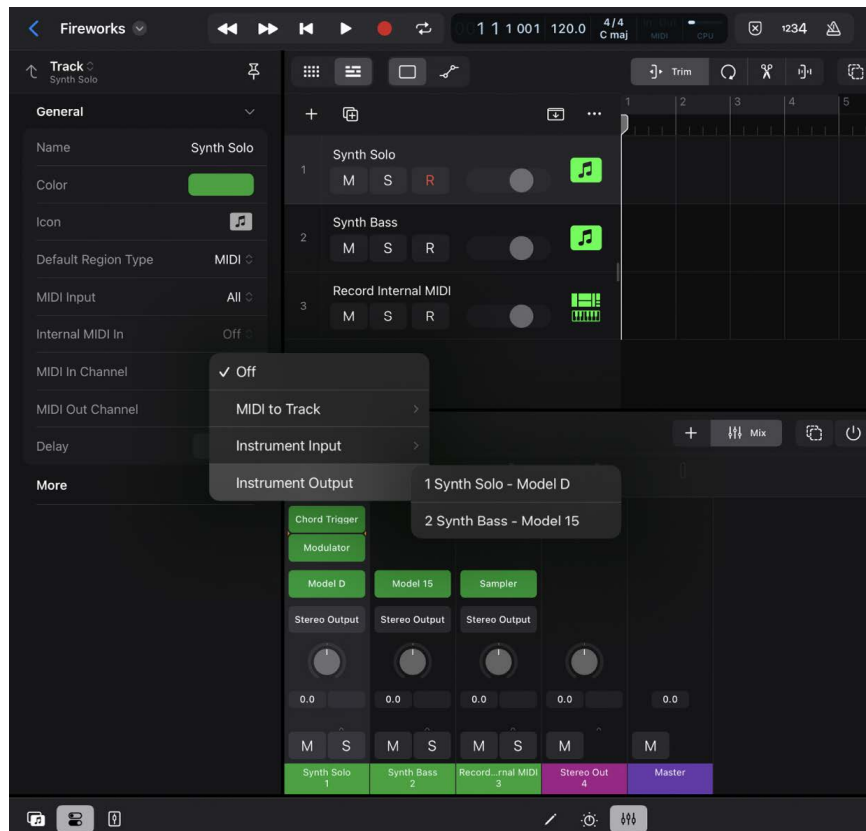 Fireworks
1 1 1 001
120.0
4/4
C maj
MIDI
CPU
1234
Track
Synth Solo
Trim
General
Name
Synth Solo
Color
Icon
Default Region Type
MIDI
MIDI Input
All
Internal MIDI In
Off
MIDI In Channel
MIDI Out Channel
Delay
More
1 2 3 4 5
1
Synth Solo
M S R
2
Synth Bass
M S R
3
Record Internal MIDI
M S R
✓ Off
MIDI to Track
Instrument Input
Instrument Output
1 Synth Solo - Model D
2 Synth Bass - Model 15
Mix
Chord Trigger
Modulator
Model D
Model 15
Sampler
Stereo Output
Stereo Output
Stereo Output
0.0
0.0
0.0
0.0
0.0
M S
M S
M S
M
M
Synth Solo
1
Synth Bass
2
Record...rnal MIDI
3
Stereo Out
4
Master